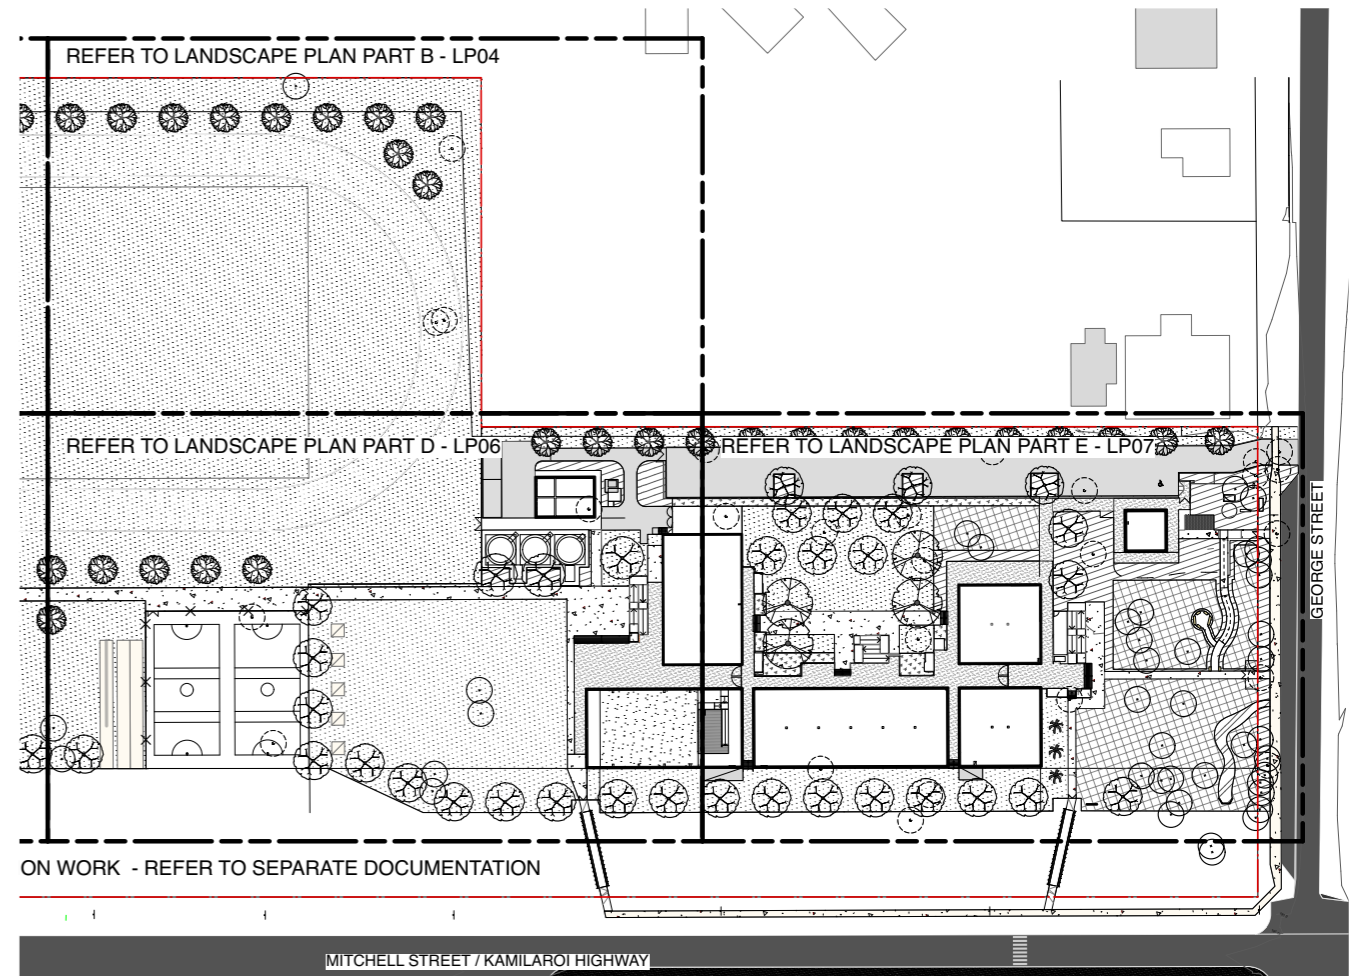 REFER TO LANDSCAPE PLAN PART B - LP04
REFER TO LANDSCAPE PLAN PART D - LP06
REFER TO LANDSCAPE PLAN PART E - LP07
GEORGE STREET
ON WORK - REFER TO SEPARATE DOCUMENTATION
MITCHELL STREET / KAMILAROI HIGHWAY